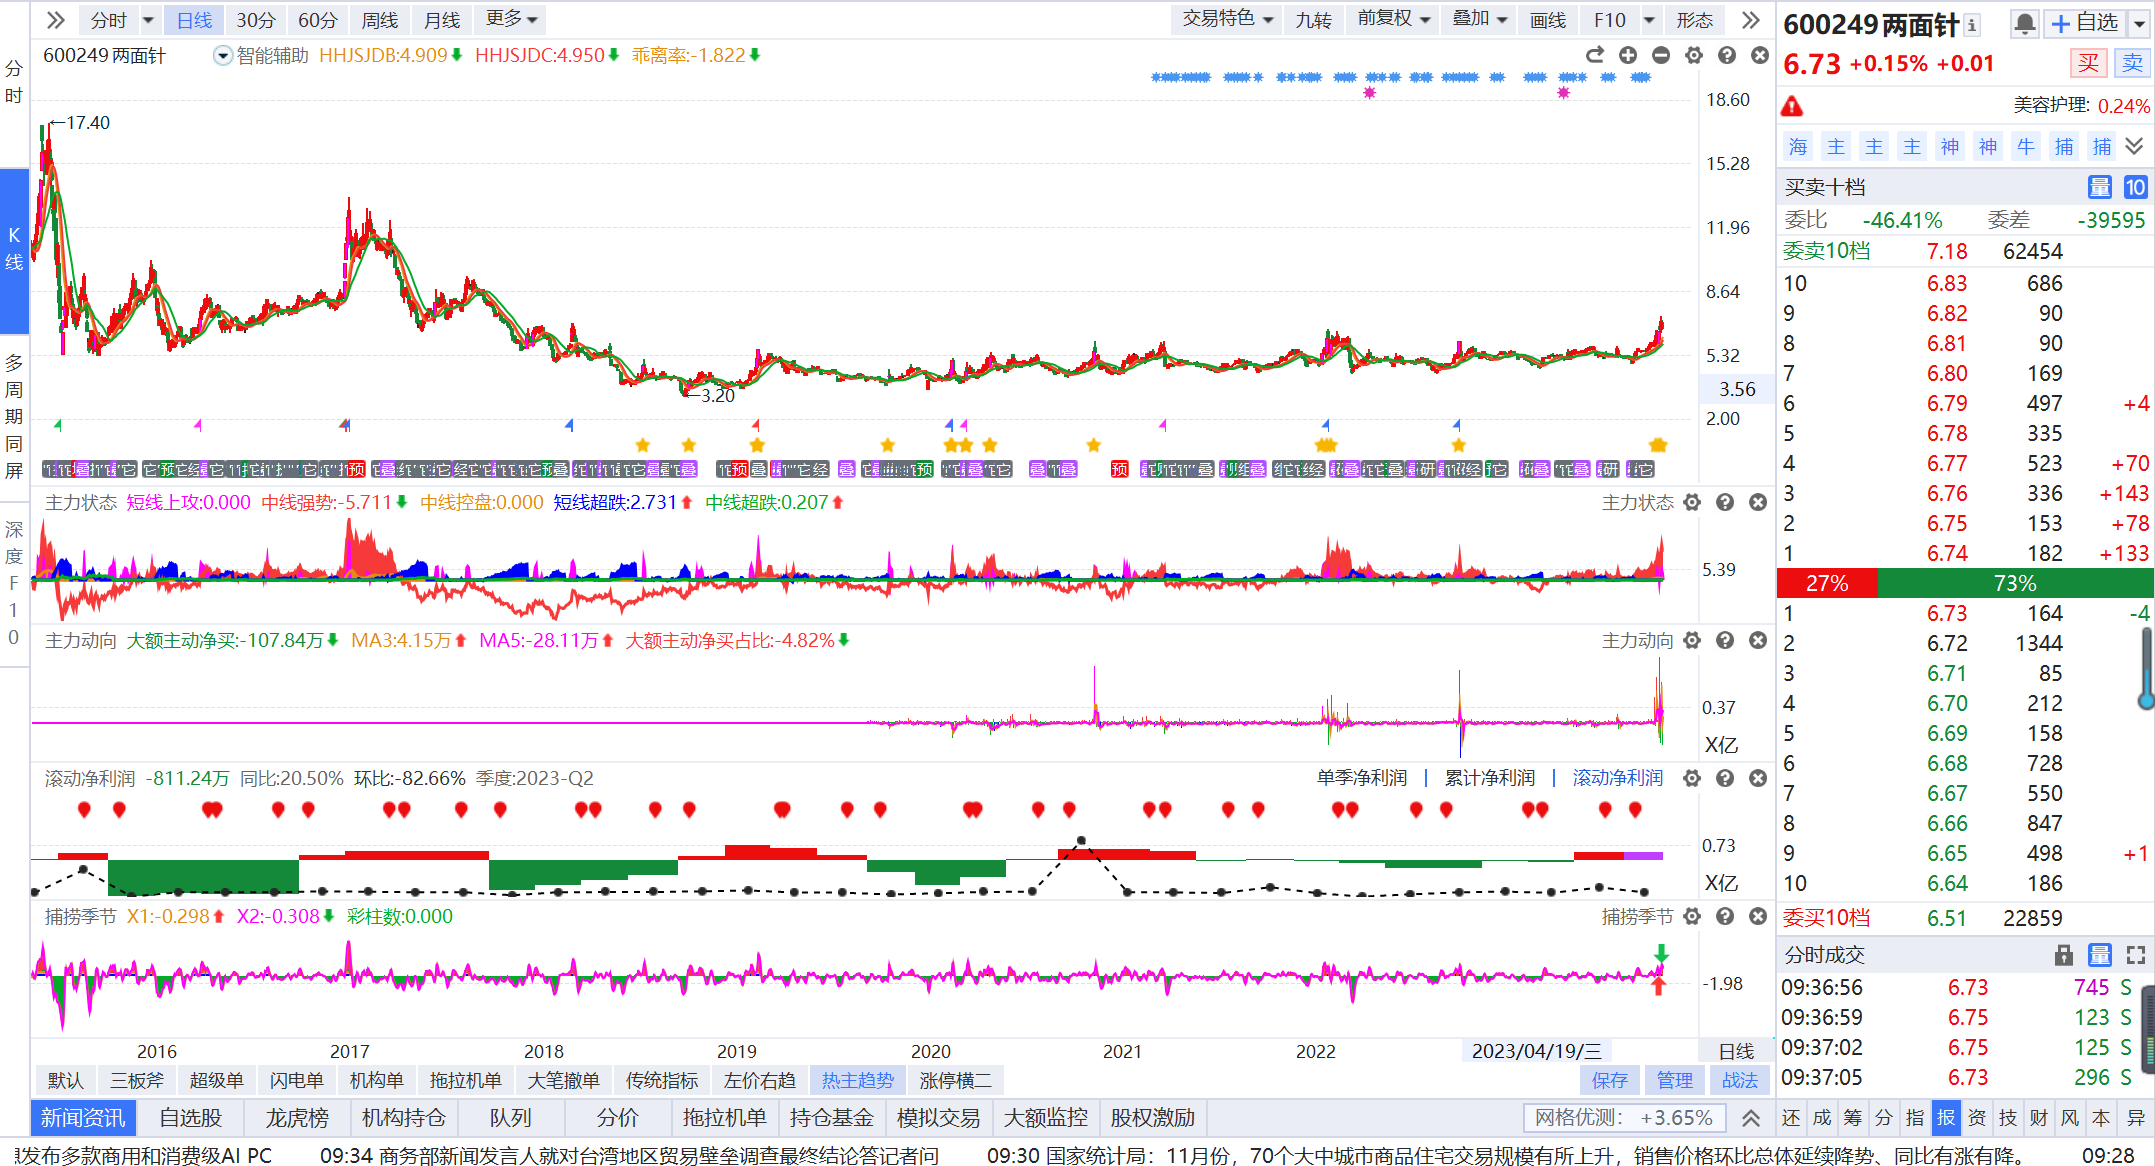 分时 日线 30分 60分 周线 月线 更多 交易特色 九转 前复权 叠加 画线 F10 形态
600249两面针 智能辅助 HHJSJDB:4.909 HHJSJDC:4.950 乖离率:-1.822
分时
K线
多周期同屏
深度F10
17.40
3.20
18.60
15.28
11.96
8.64
5.32
3.56
2.00
主力状态 短线上攻:0.000 中线强势:-5.711 中线控盘:0.000 短线超跌:2.731 中线超跌:0.207 主力状态
5.39
主力动向 大额主动净买:-107.84万 MA3:4.15万 MA5:-28.11万 大额主动净买占比:-4.82% 主力动向
0.37
X亿
滚动净利润 -811.24万 同比:20.50% 环比:-82.66% 季度:2023-Q2 单季净利润 | 累计净利润 | 滚动净利润
0.73
X亿
捕捞季节 X1:-0.298 X2:-0.308 彩柱数:0.000 捕捞季节
-1.98
2016 2017 2018 2019 2020 2021 2022 2023/04/19/三 日线
默认 三板斧 超级单 闪电单 机构单 拖拉机单 大笔撤单 传统指标 左价右趋 热主趋势 涨停横二 保存 管理 战法
新闻资讯 自选股 龙虎榜 机构持仓 队列 分价 拖拉机单 持仓基金 模拟交易 大额监控 股权激励 网格优测: +3.65%
发布多款商用和消费级AI PC 09:34 商务部新闻发言人就对台湾地区贸易壁垒调查最终结论答记者问 09:30 国家统计局：11月份，70个大中城市商品住宅交易规模有所上升，销售价格环比总体延续降势、同比有涨有降。 09:28
600249两面针 自选
6.73 +0.15% +0.01 买 卖
美容护理: 0.24%
海 主 主 主 神 神 牛 捕 捕
买卖十档 量 10
委比 -46.41% 委差 -39595
委卖10档 7.18 62454
10 6.83 686
9 6.82 90
8 6.81 90
7 6.80 169
6 6.79 497 +4
5 6.78 335
4 6.77 523 +70
3 6.76 336 +143
2 6.75 153 +78
1 6.74 182 +133
27% 73%
1 6.73 164 -4
2 6.72 1344
3 6.71 85
4 6.70 212
5 6.69 158
6 6.68 728
7 6.67 550
8 6.66 847
9 6.65 498 +1
10 6.64 186
委买10档 6.51 22859
分时成交 量
09:36:56 6.73 745 S
09:36:59 6.75 123 S
09:37:02 6.75 125 S
09:37:05 6.73 296 S
还 成 筹 分 指 报 资 技 财 风 本 异